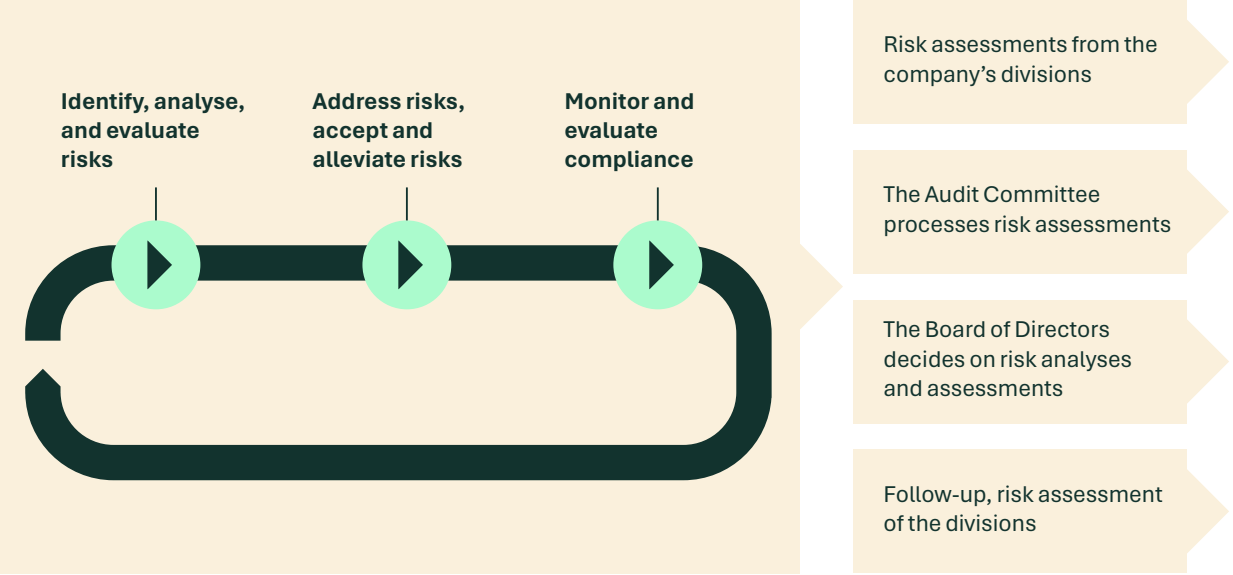 Identify, analyse,
and evaluate
risks
Address risks,
accept and
alleviate risks
Monitor and
evaluate
compliance
Risk assessments from the
company’s divisions
The Audit Committee
processes risk assessments
The Board of Directors
decides on risk analyses
and assessments
Follow-up, risk assessment
of the divisions